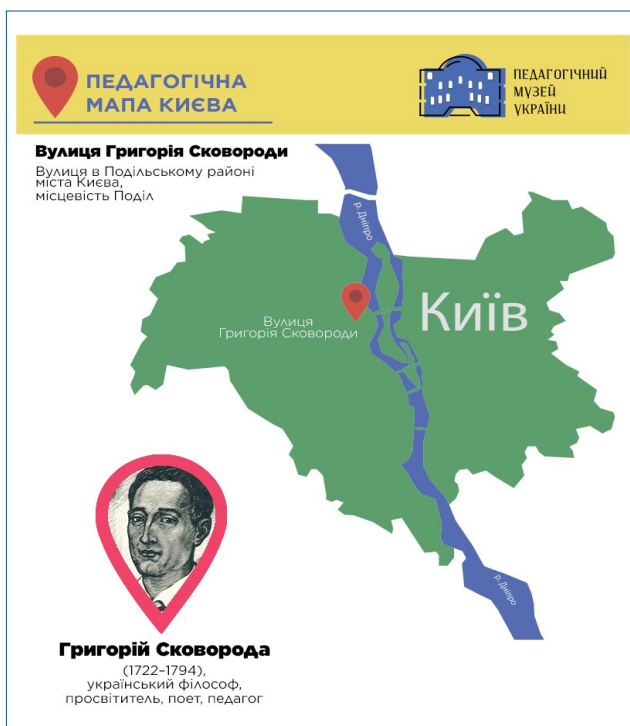 ПЕДАГОГІЧНА
МАПА КИЄВА
ПЕДАГОГІЧНИЙ
МУЗЕЙ
УКРАЇНИ
Вулиця Григорія Сковороди
Вулиця в Подільському районі
міста Києва,
місцевість Поділ
р. Дніпро
Київ
Вулиця
Григорія Сковороди
р. Дніпро
Григорій Сковорода
(1722–1794),
український філософ,
просвітитель, поет, педагог